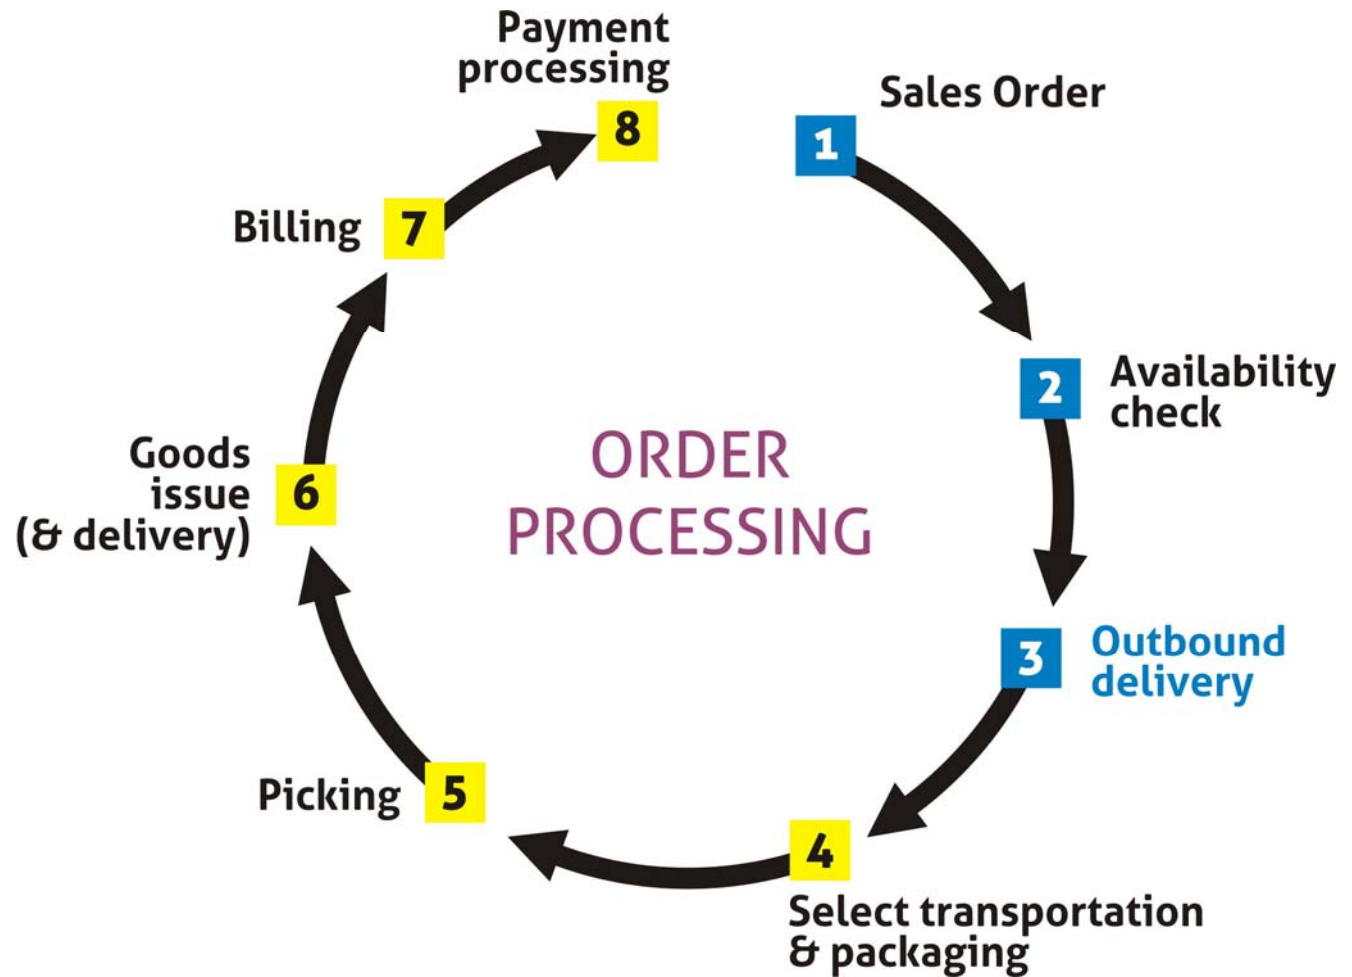 ORDER
PROCESSING
1
Sales Order
2
Availability
check
3
Outbound
delivery
4
Select transportation
& packaging
5
Picking
6
Goods
issue
(& delivery)
7
Billing
8
Payment
processing